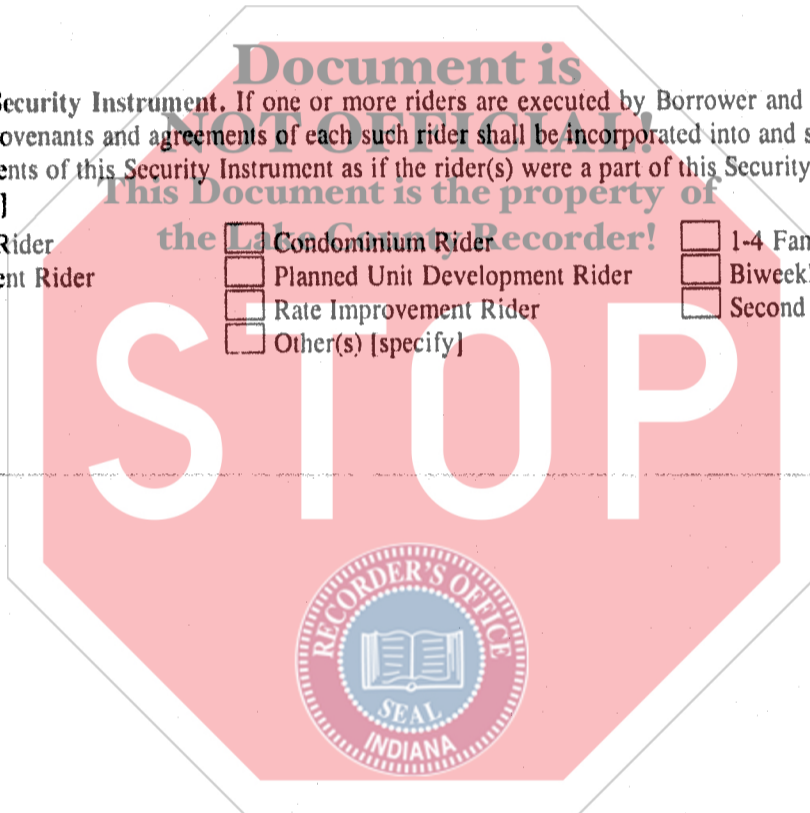 Document is
NOT OFFICIAL!
This Document is the property of
the Lake County Recorder!
Security Instrument. If one or more riders are executed by Borrower and
ovenants and agreements of each such rider shall be incorporated into and s
ents of this Security Instrument as if the rider(s) were a part of this Security
]
Rider Condominium Rider 1-4 Fam
ent Rider Planned Unit Development Rider Biweekl
Rate Improvement Rider Second
Other(s) [specify]
STOP
RECORDER'S OFFICE
SEAL
INDIANA